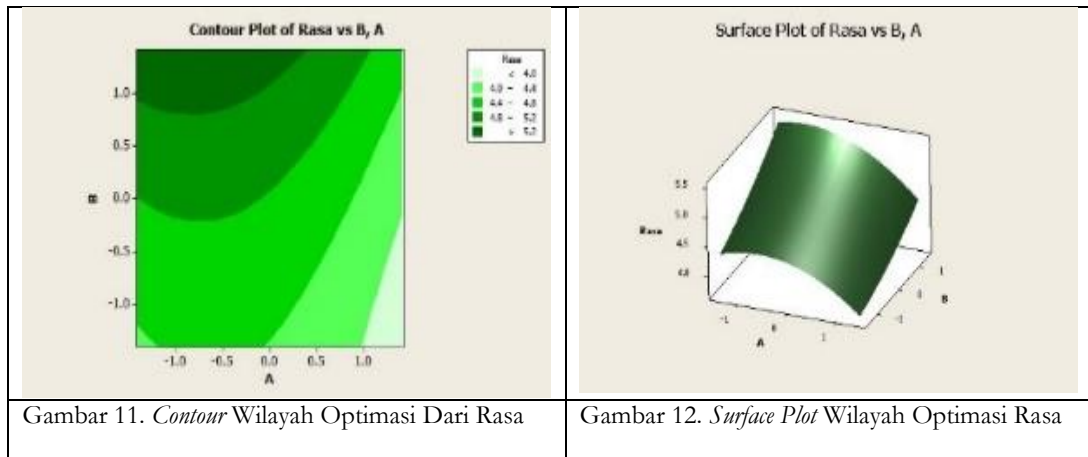 Contour Plot of Rasa vs B, A
Rasa
< 4.0
4.0 - 4.4
4.4 - 4.8
4.8 - 5.2
> 5.2
1.0
0.5
0.0
-0.5
-1.0
B
-1.0 -0.5 0.0 0.5 1.0
A
Gambar 11. Contour Wilayah Optimasi Dari Rasa
Surface Plot of Rasa vs B, A
5.5
5.0
4.5
4.0
Rasa
-1 0 1
A
-1 0 1
B
Gambar 12. Surface Plot Wilayah Optimasi Rasa